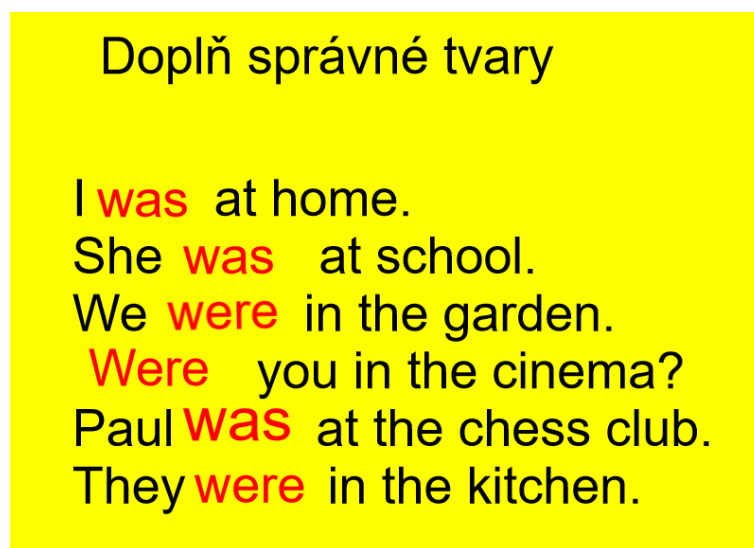 Doplň správné tvary
I was at home.
She was at school.
We were in the garden.
Were you in the cinema?
Paul was at the chess club.
They were in the kitchen.